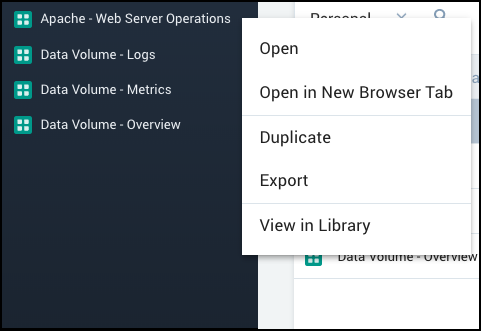 Apache - Web Server Operations
Data Volume - Logs
Data Volume - Metrics
Data Volume - Overview
Personal
Open
Open in New Browser Tab
Duplicate
Export
View in Library
Data Volume - Overview